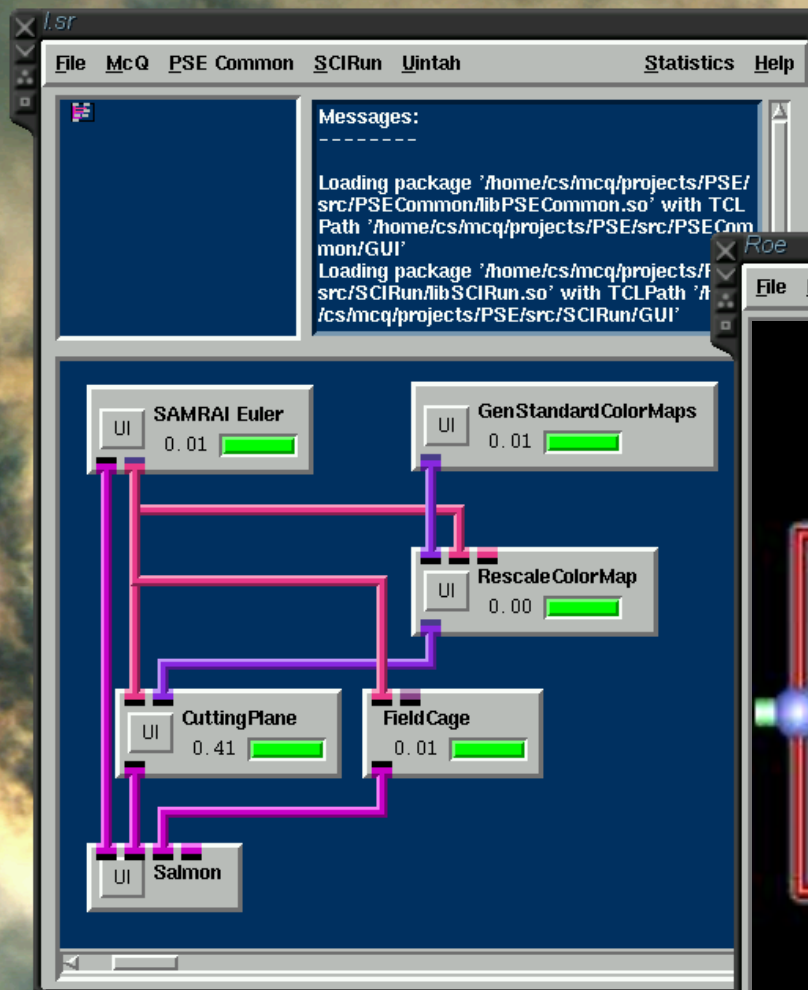 l.sr
File McQ PSE Common SCIRun Uintah Statistics Help
Messages:
--------
Loading package '/home/cs/mcq/projects/PSE/
src/PSECommon/libPSECommon.so' with TCL
Path '/home/cs/mcq/projects/PSE/src/PSECom
mon/GUI'
Loading package '/home/cs/mcq/projects/
src/SCIRun/libSCIRun.so' with TCLPath '/
/cs/mcq/projects/PSE/src/SCIRun/GUI'
Roe
File
UI SAMRAI Euler
0.01
UI GenStandardColorMaps
0.01
UI RescaleColorMap
0.00
UI CuttingPlane
0.41
FieldCage
0.01
UI Salmon